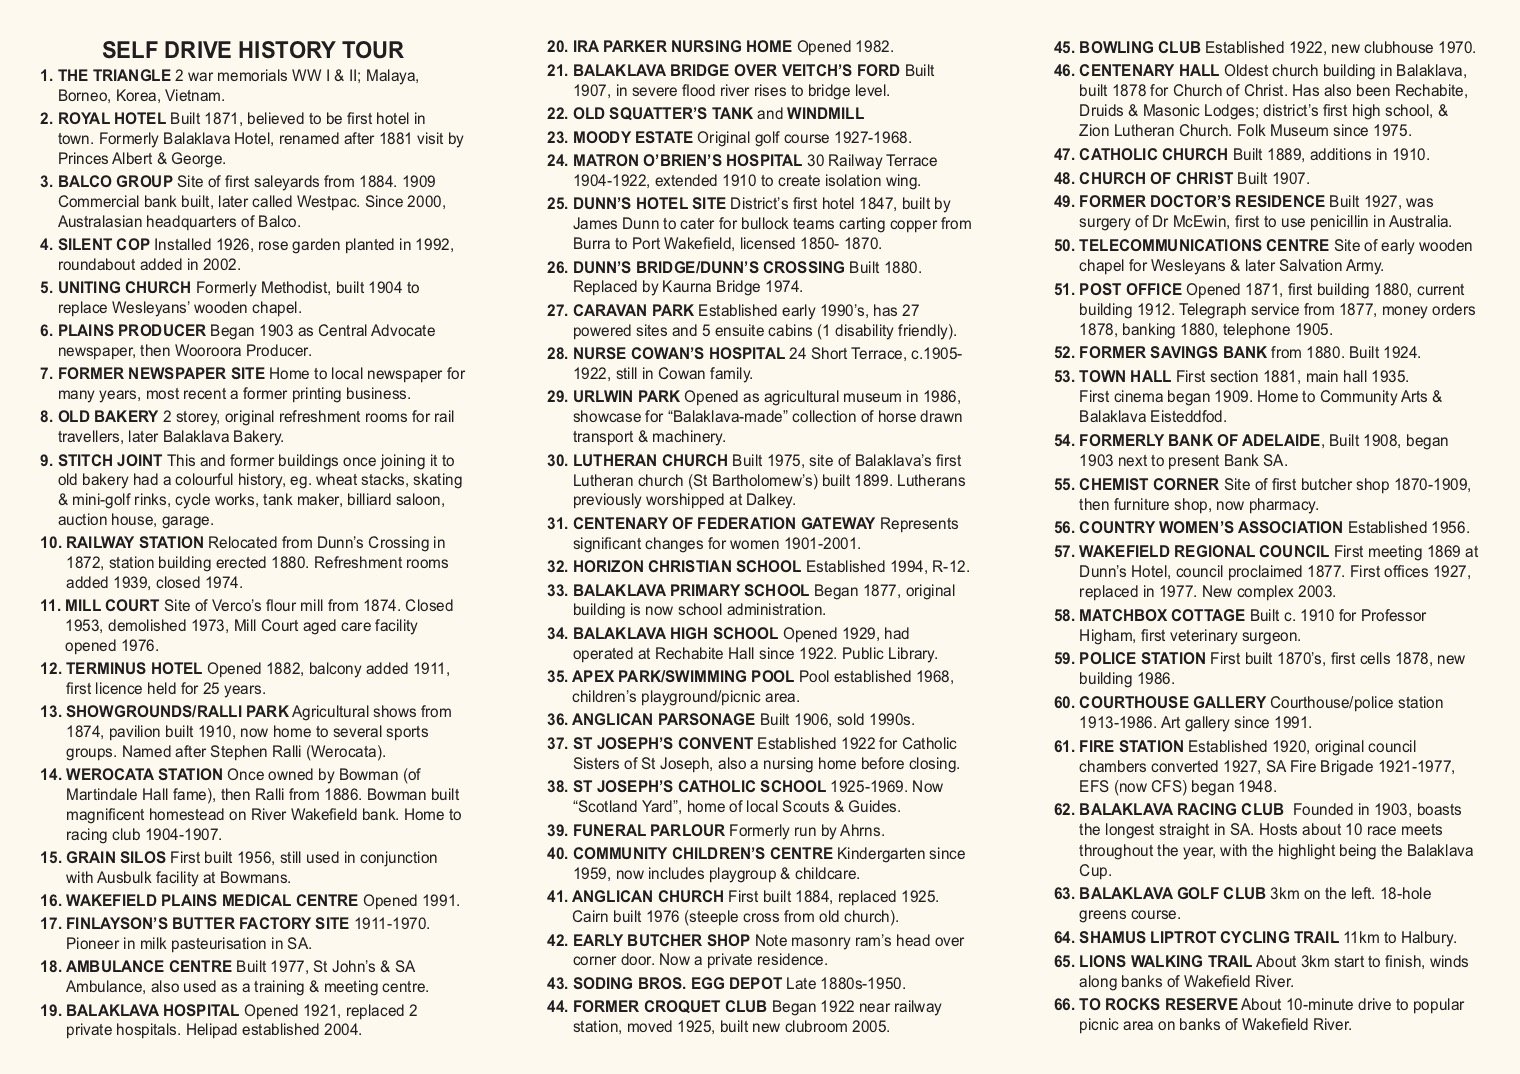 SELF DRIVE HISTORY TOUR
1. THE TRIANGLE 2 war memorials WW I & II; Malaya,
Borneo, Korea, Vietnam.
2. ROYAL HOTEL Built 1871, believed to be first hotel in
town. Formerly Balaklava Hotel, renamed after 1881 visit by
Princes Albert & George.
3. BALCO GROUP Site of first saleyards from 1884. 1909
Commercial bank built, later called Westpac. Since 2000,
Australasian headquarters of Balco.
4. SILENT COP Installed 1926, rose garden planted in 1992,
roundabout added in 2002.
5. UNITING CHURCH Formerly Methodist, built 1904 to
replace Wesleyans’ wooden chapel.
6. PLAINS PRODUCER Began 1903 as Central Advocate
newspaper, then Wooroora Producer.
7. FORMER NEWSPAPER SITE Home to local newspaper for
many years, most recent a former printing business.
8. OLD BAKERY 2 storey, original refreshment rooms for rail
travellers, later Balaklava Bakery.
9. STITCH JOINT This and former buildings once joining it to
old bakery had a colourful history, eg. wheat stacks, skating
& mini-golf rinks, cycle works, tank maker, billiard saloon,
auction house, garage.
10. RAILWAY STATION Relocated from Dunn’s Crossing in
1872, station building erected 1880. Refreshment rooms
added 1939, closed 1974.
11. MILL COURT Site of Verco’s flour mill from 1874. Closed
1953, demolished 1973, Mill Court aged care facility
opened 1976.
12. TERMINUS HOTEL Opened 1882, balcony added 1911,
first licence held for 25 years.
13. SHOWGROUNDS/RALLI PARK Agricultural shows from
1874, pavilion built 1910, now home to several sports
groups. Named after Stephen Ralli (Werocata).
14. WEROCATA STATION Once owned by Bowman (of
Martindale Hall fame), then Ralli from 1886. Bowman built
magnificent homestead on River Wakefield bank. Home to
racing club 1904-1907.
15. GRAIN SILOS First built 1956, still used in conjunction
with Ausbulk facility at Bowmans.
16. WAKEFIELD PLAINS MEDICAL CENTRE Opened 1991.
17. FINLAYSON’S BUTTER FACTORY SITE 1911-1970.
Pioneer in milk pasteurisation in SA.
18. AMBULANCE CENTRE Built 1977, St John’s & SA
Ambulance, also used as a training & meeting centre.
19. BALAKLAVA HOSPITAL Opened 1921, replaced 2
private hospitals. Helipad established 2004.
20. IRA PARKER NURSING HOME Opened 1982.
21. BALAKLAVA BRIDGE OVER VEITCH’S FORD Built
1907, in severe flood river rises to bridge level.
22. OLD SQUATTER’S TANK and WINDMILL
23. MOODY ESTATE Original golf course 1927-1968.
24. MATRON O’BRIEN’S HOSPITAL 30 Railway Terrace
1904-1922, extended 1910 to create isolation wing.
25. DUNN’S HOTEL SITE District’s first hotel 1847, built by
James Dunn to cater for bullock teams carting copper from
Burra to Port Wakefield, licensed 1850- 1870.
26. DUNN’S BRIDGE/DUNN’S CROSSING Built 1880.
Replaced by Kaurna Bridge 1974.
27. CARAVAN PARK Established early 1990’s, has 27
powered sites and 5 ensuite cabins (1 disability friendly).
28. NURSE COWAN’S HOSPITAL 24 Short Terrace, c.1905-
1922, still in Cowan family.
29. URLWIN PARK Opened as agricultural museum in 1986,
showcase for “Balaklava-made” collection of horse drawn
transport & machinery.
30. LUTHERAN CHURCH Built 1975, site of Balaklava’s first
Lutheran church (St Bartholomew’s) built 1899. Lutherans
previously worshipped at Dalkey.
31. CENTENARY OF FEDERATION GATEWAY Represents
significant changes for women 1901-2001.
32. HORIZON CHRISTIAN SCHOOL Established 1994, R-12.
33. BALAKLAVA PRIMARY SCHOOL Began 1877, original
building is now school administration.
34. BALAKLAVA HIGH SCHOOL Opened 1929, had
operated at Rechabite Hall since 1922. Public Library.
35. APEX PARK/SWIMMING POOL Pool established 1968,
children’s playground/picnic area.
36. ANGLICAN PARSONAGE Built 1906, sold 1990s.
37. ST JOSEPH’S CONVENT Established 1922 for Catholic
Sisters of St Joseph, also a nursing home before closing.
38. ST JOSEPH’S CATHOLIC SCHOOL 1925-1969. Now
“Scotland Yard”, home of local Scouts & Guides.
39. FUNERAL PARLOUR Formerly run by Ahrns.
40. COMMUNITY CHILDREN’S CENTRE Kindergarten since
1959, now includes playgroup & childcare.
41. ANGLICAN CHURCH First built 1884, replaced 1925.
Cairn built 1976 (steeple cross from old church).
42. EARLY BUTCHER SHOP Note masonry ram’s head over
corner door. Now a private residence.
43. SODING BROS. EGG DEPOT Late 1880s-1950.
44. FORMER CROQUET CLUB Began 1922 near railway
station, moved 1925, built new clubroom 2005.
45. BOWLING CLUB Established 1922, new clubhouse 1970.
46. CENTENARY HALL Oldest church building in Balaklava,
built 1878 for Church of Christ. Has also been Rechabite,
Druids & Masonic Lodges; district’s first high school, &
Zion Lutheran Church. Folk Museum since 1975.
47. CATHOLIC CHURCH Built 1889, additions in 1910.
48. CHURCH OF CHRIST Built 1907.
49. FORMER DOCTOR’S RESIDENCE Built 1927, was
surgery of Dr McEwin, first to use penicillin in Australia.
50. TELECOMMUNICATIONS CENTRE Site of early wooden
chapel for Wesleyans & later Salvation Army.
51. POST OFFICE Opened 1871, first building 1880, current
building 1912. Telegraph service from 1877, money orders
1878, banking 1880, telephone 1905.
52. FORMER SAVINGS BANK from 1880. Built 1924.
53. TOWN HALL First section 1881, main hall 1935.
First cinema began 1909. Home to Community Arts &
Balaklava Eisteddfod.
54. FORMERLY BANK OF ADELAIDE, Built 1908, began
1903 next to present Bank SA.
55. CHEMIST CORNER Site of first butcher shop 1870-1909,
then furniture shop, now pharmacy.
56. COUNTRY WOMEN’S ASSOCIATION Established 1956.
57. WAKEFIELD REGIONAL COUNCIL First meeting 1869 at
Dunn’s Hotel, council proclaimed 1877. First offices 1927,
replaced in 1977. New complex 2003.
58. MATCHBOX COTTAGE Built c. 1910 for Professor
Higham, first veterinary surgeon.
59. POLICE STATION First built 1870’s, first cells 1878, new
building 1986.
60. COURTHOUSE GALLERY Courthouse/police station
1913-1986. Art gallery since 1991.
61. FIRE STATION Established 1920, original council
chambers converted 1927, SA Fire Brigade 1921-1977,
EFS (now CFS) began 1948.
62. BALAKLAVA RACING CLUB Founded in 1903, boasts
the longest straight in SA. Hosts about 10 race meets
throughout the year, with the highlight being the Balaklava
Cup.
63. BALAKLAVA GOLF CLUB 3km on the left. 18-hole
greens course.
64. SHAMUS LIPTROT CYCLING TRAIL 11km to Halbury.
65. LIONS WALKING TRAIL About 3km start to finish, winds
along banks of Wakefield River.
66. TO ROCKS RESERVE About 10-minute drive to popular
picnic area on banks of Wakefield River.